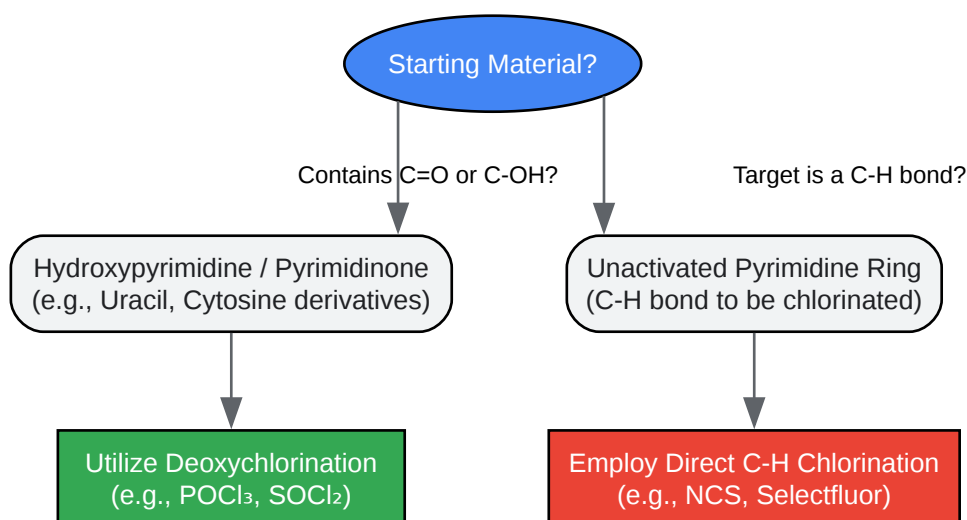 Starting Material?
Contains C=O or C-OH?
Target is a C-H bond?
Hydroxypyrimidine / Pyrimidinone
(e.g., Uracil, Cytosine derivatives)
Unactivated Pyrimidine Ring
(C-H bond to be chlorinated)
Utilize Deoxychlorination
(e.g., POCl₃, SOCl₂)
Employ Direct C-H Chlorination
(e.g., NCS, Selectfluor)